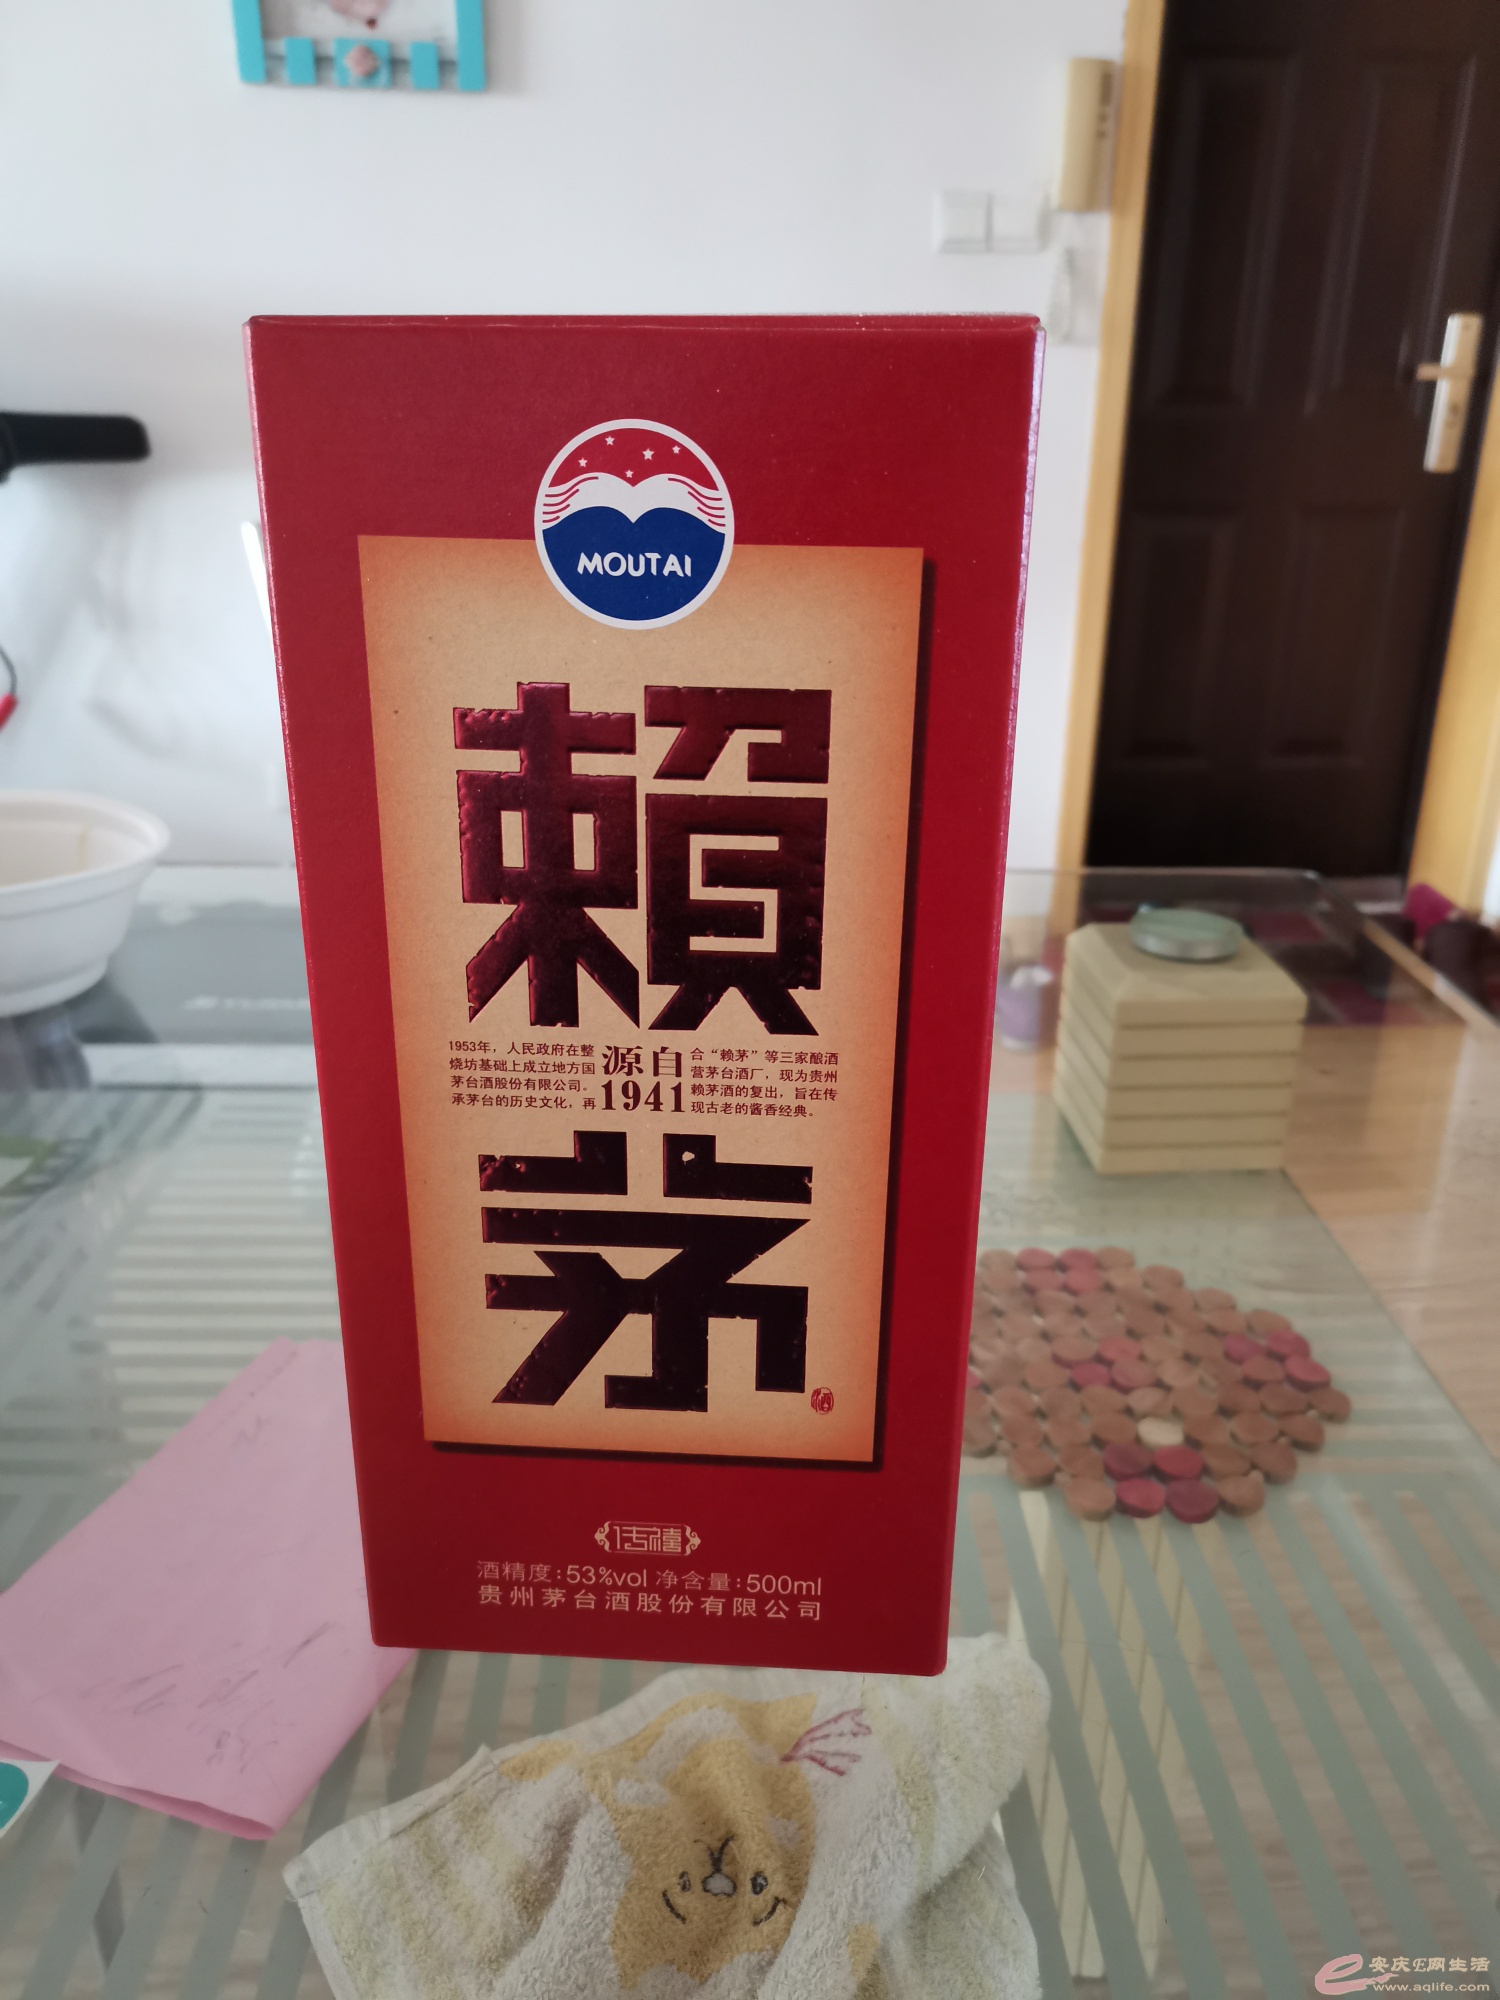 MOUTAI
賴
1953年，人民政府在整
烧坊基础上成立地方国
茅台酒股份有限公司。
承茅台的历史文化，再
源自
1941
合“赖茅”等三家酿酒
营茅台酒厂，现为贵州
赖茅酒的复出，旨在传
现古老的酱香经典。
茅
酒
传禧
酒精度:53%vol 净含量:500ml
贵州茅台酒股份有限公司
安庆E网生活
www.aqlife.com